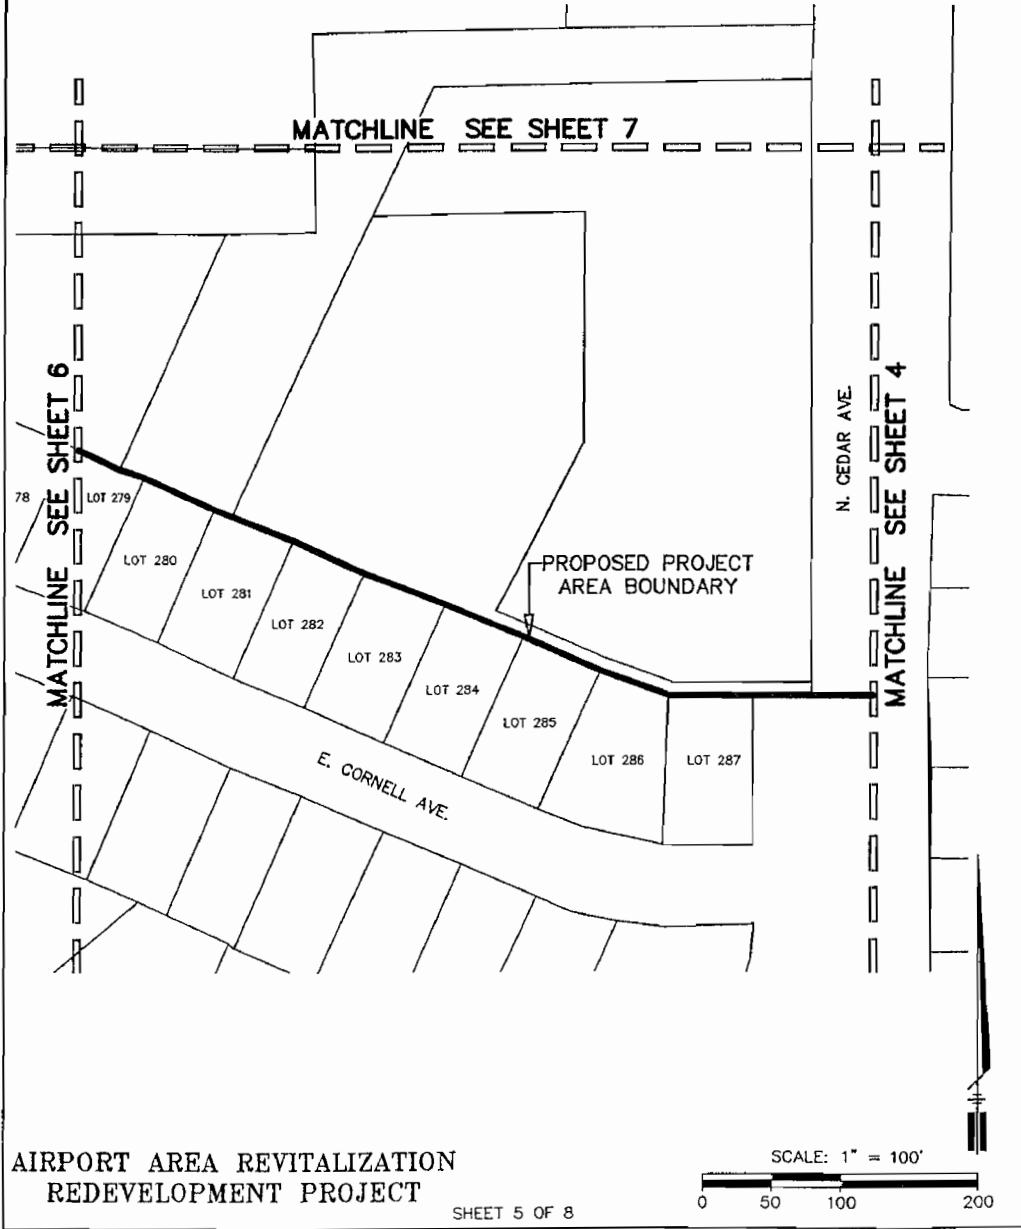 MATCHLINE SEE SHEET 7
MATCHLINE SEE SHEET 6
MATCHLINE SEE SHEET 4
N. CEDAR AVE.
78
LOT 279
LOT 280
LOT 281
LOT 282
LOT 283
LOT 284
LOT 285
LOT 286
LOT 287
PROPOSED PROJECT
AREA BOUNDARY
E. CORNELL AVE.
AIRPORT AREA REVITALIZATION
REDEVELOPMENT PROJECT
SHEET 5 OF 8
SCALE: 1" = 100'
0 50 100 200